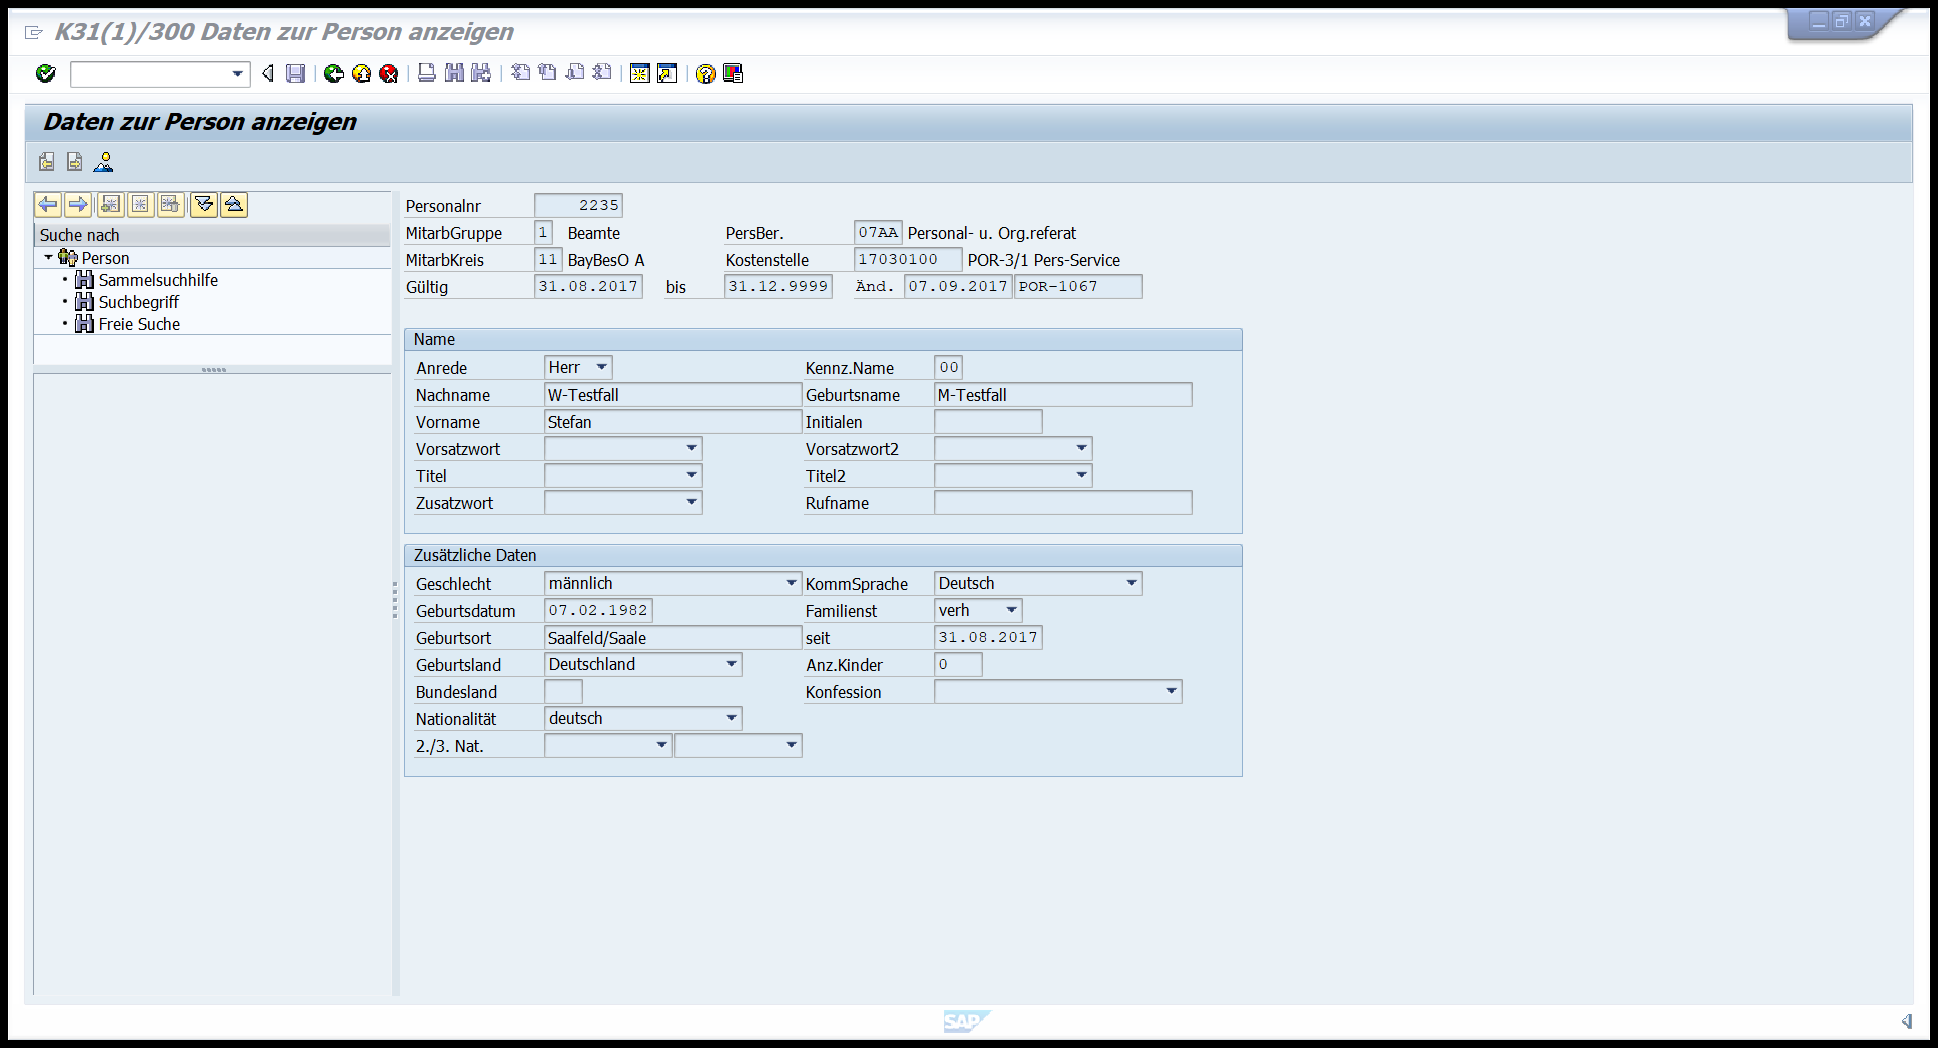 K31(1)/300 Daten zur Person anzeigen
Daten zur Person anzeigen
Suche nach
Person
Sammelsuchhilfe
Suchbegriff
Freie Suche
Personalnr 2235
MitarbGruppe 1 Beamte PersBer. 07AA Personal- u. Org.referat
MitarbKreis 11 BayBesO A Kostenstelle 17030100 POR-3/1 Pers-Service
Gültig 31.08.2017 bis 31.12.9999 Änd. 07.09.2017 POR-1067
Name
Anrede Herr Kennz.Name 00
Nachname W-Testfall Geburtsname M-Testfall
Vorname Stefan Initialen
Vorsatzwort Vorsatzwort2
Titel Titel2
Zusatzwort Rufname
Zusätzliche Daten
Geschlecht männlich KommSprache Deutsch
Geburtsdatum 07.02.1982 Familienst verh
Geburtsort Saalfeld/Saale seit 31.08.2017
Geburtsland Deutschland Anz.Kinder 0
Bundesland Konfession
Nationalität deutsch
2./3. Nat.
SAP